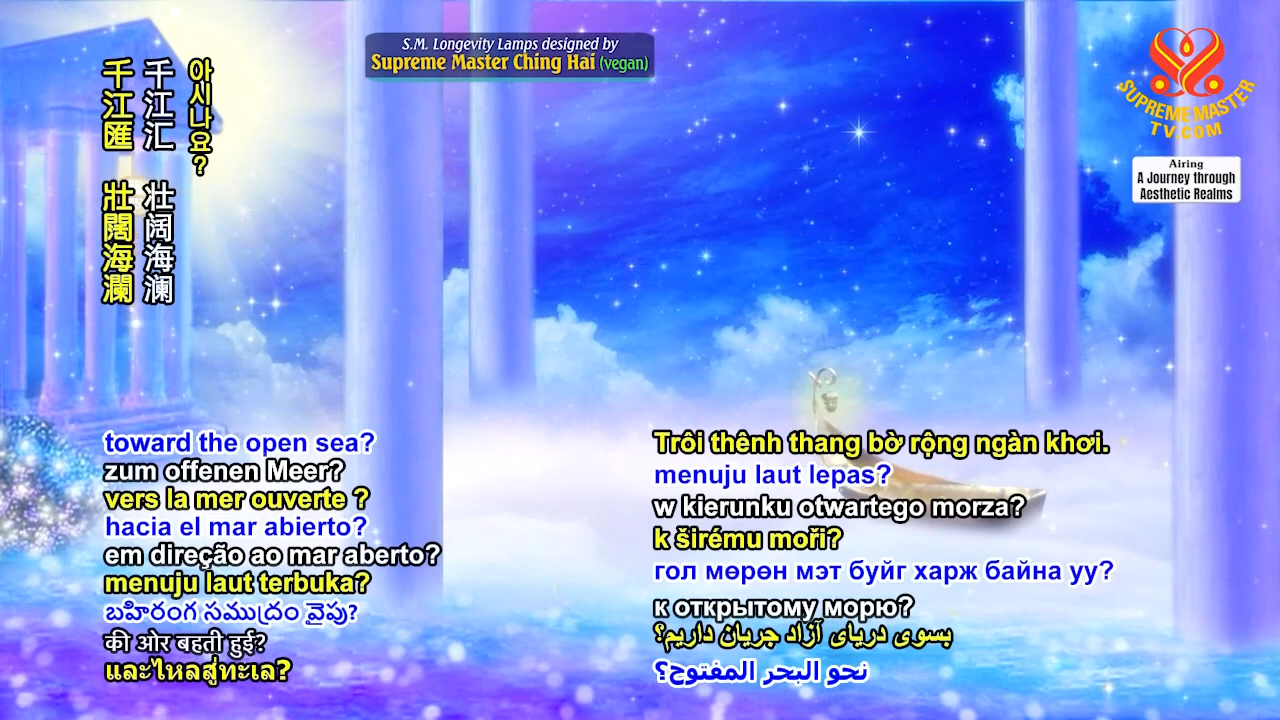 S.M. Longevity Lamps designed by
Supreme Master Ching Hai (vegan)
SUPREME MASTER
TV.COM
Airing
A Journey through
Aesthetic Realms
아시나요?
千江汇 壮阔海澜
千江匯 壯闊海瀾
toward the open sea?
zum offenen Meer?
vers la mer ouverte ?
hacia el mar abierto?
em direção ao mar aberto?
menuju laut terbuka?
బహిరంగ సముద్రం వైపు?
की ओर बहती हुई?
และไหลสู่ทะเล?
Trôi thênh thang bờ rộng ngàn khơi.
menuju laut lepas?
w kierunku otwartego morza?
k širému moři?
гол мөрөн мэт буйг харж байна уу?
к открытому морю?
بسوی دریای آزاد جریان داریم؟
نحو البحر المفتوح؟